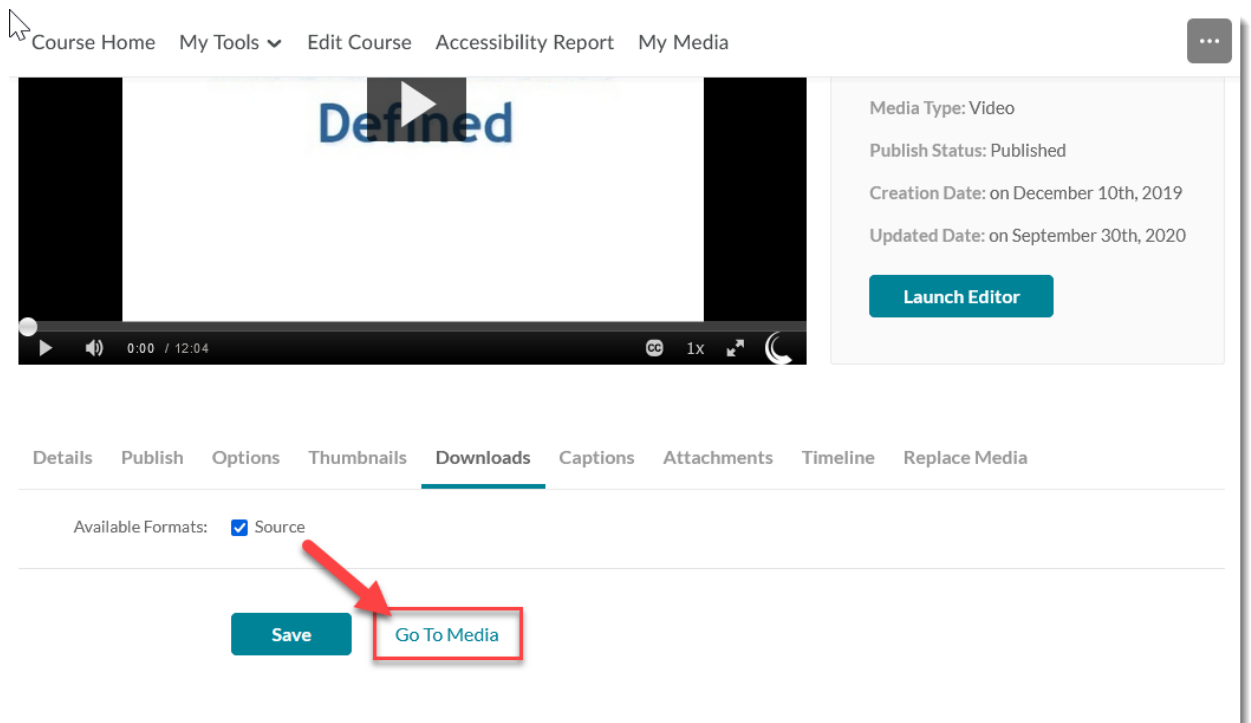 Course Home My Tools Edit Course Accessibility Report My Media
Defined
Media Type: Video
Publish Status: Published
Creation Date: on December 10th, 2019
Updated Date: on September 30th, 2020
Launch Editor
0:00 / 12:04 CC 1x
Details Publish Options Thumbnails Downloads Captions Attachments Timeline Replace Media
Available Formats: Source
Save Go To Media